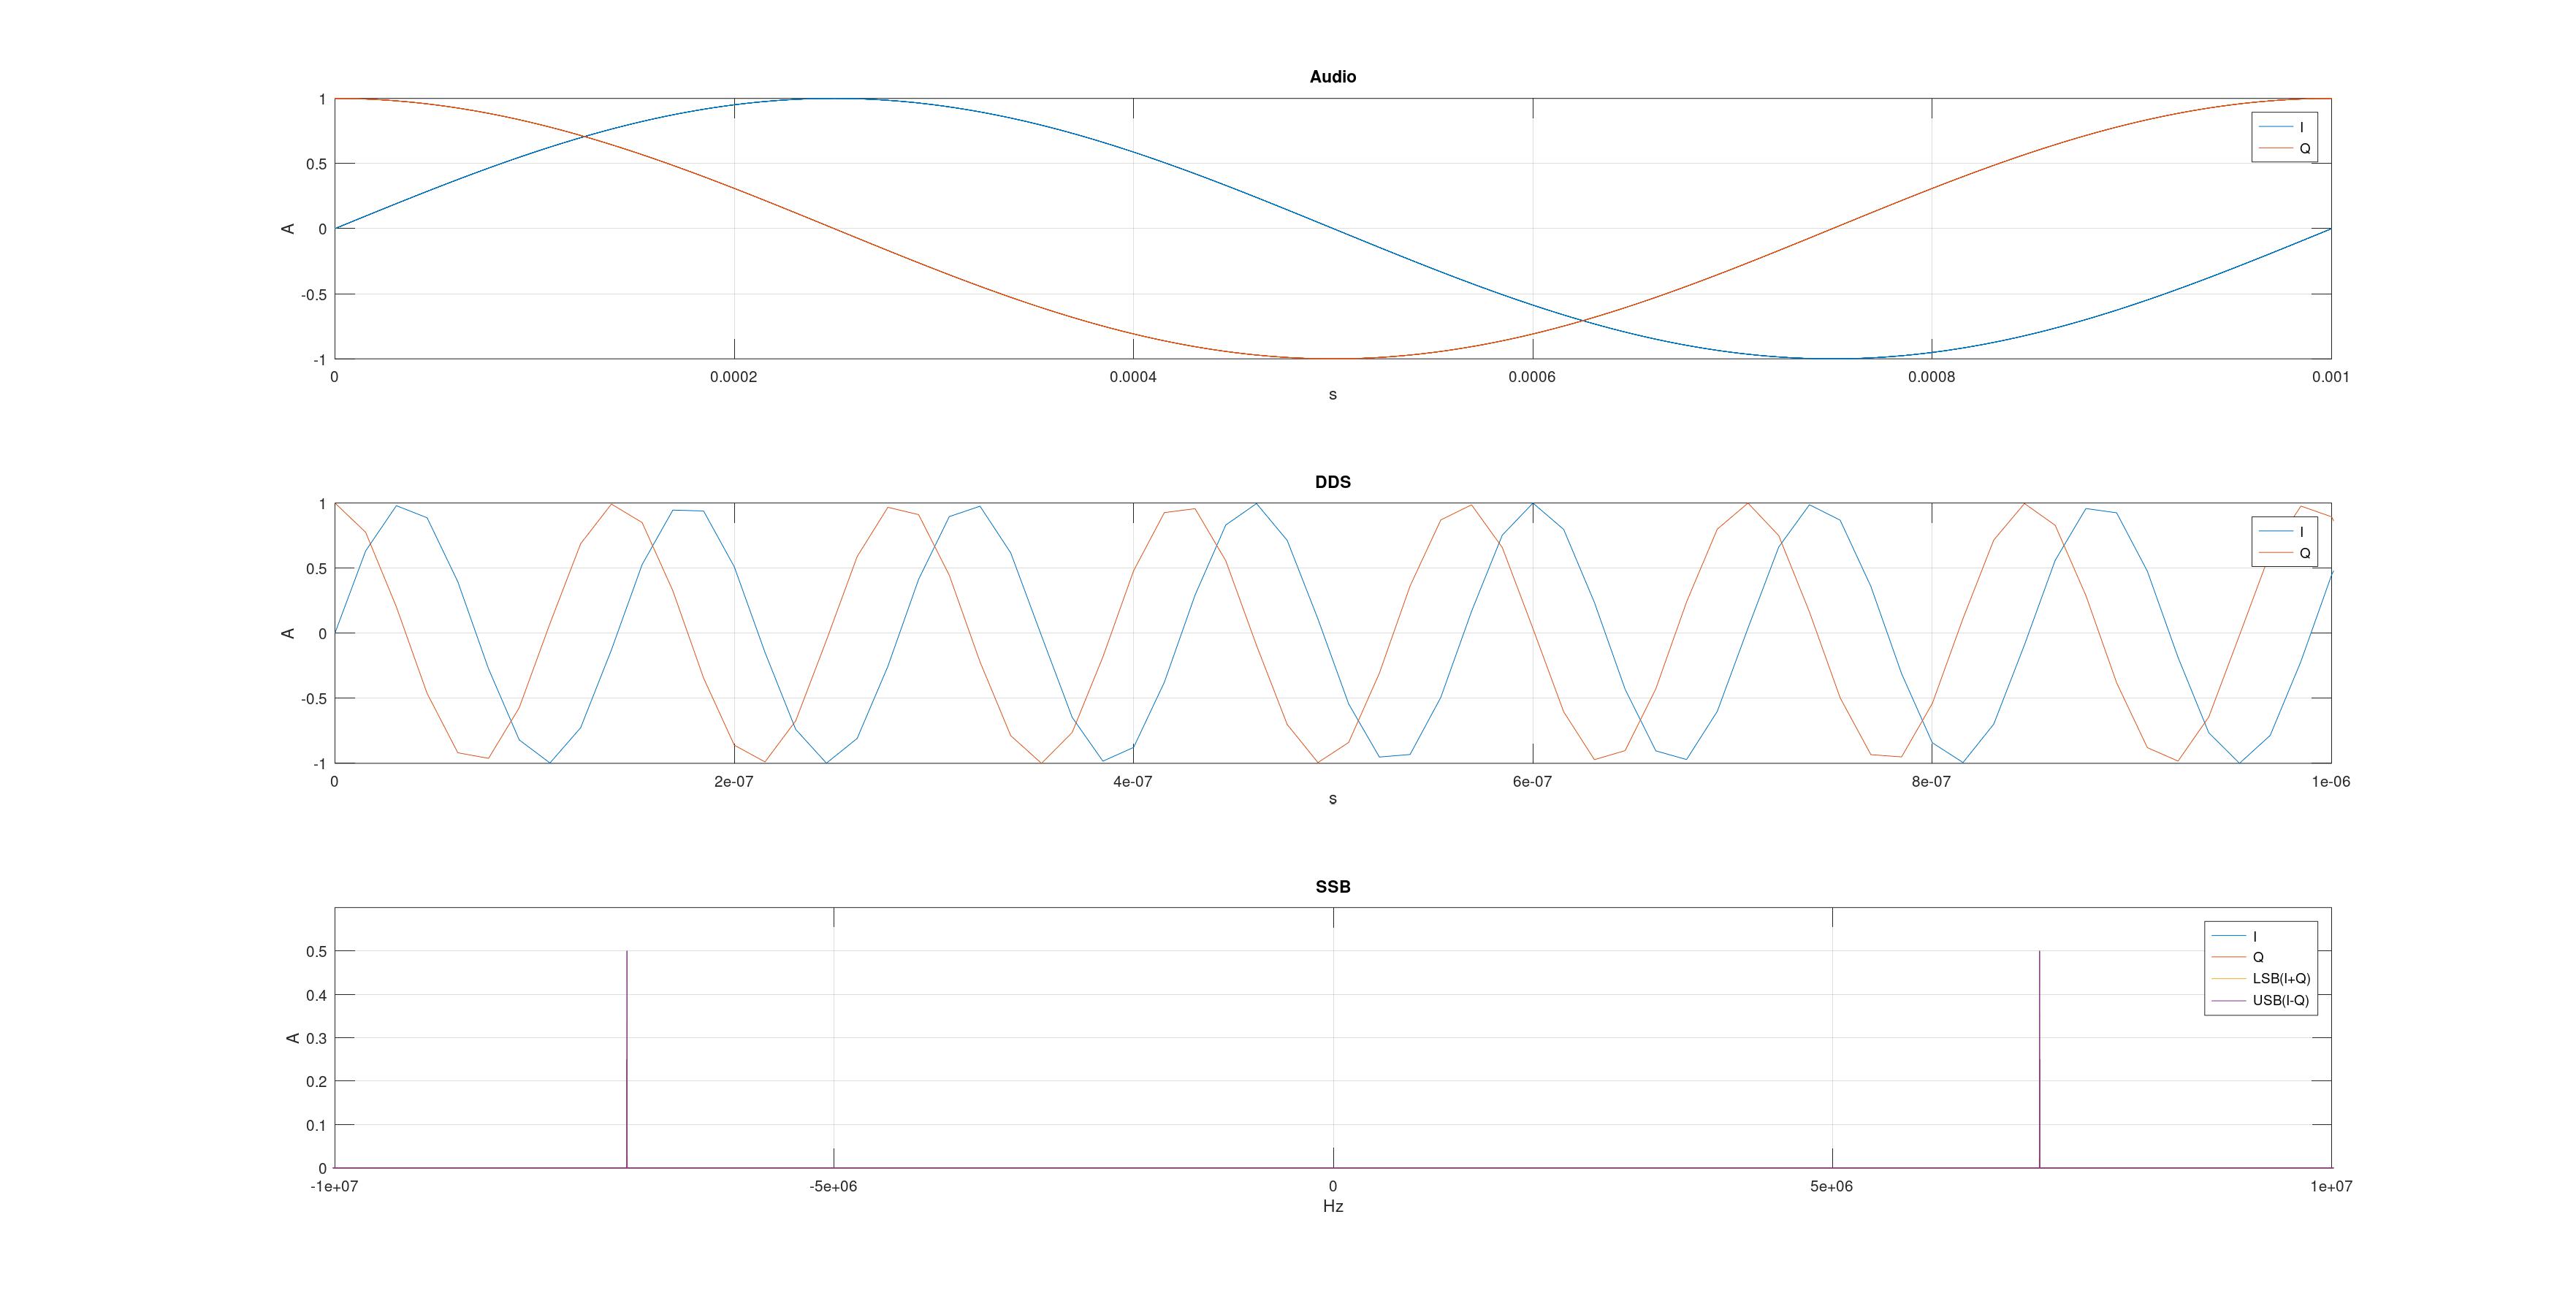 Audio
1
0.5
0
-0.5
-1
A
0 0.0002 0.0004 0.0006 0.0008 0.001
s
I
Q
DDS
1
0.5
0
-0.5
-1
A
0 2e-07 4e-07 6e-07 8e-07 1e-06
s
I
Q
SSB
0.5
0.4
0.3
0.2
0.1
0
A
-1e+07 -5e+06 0 5e+06 1e+07
Hz
I
Q
LSB(I+Q)
USB(I-Q)